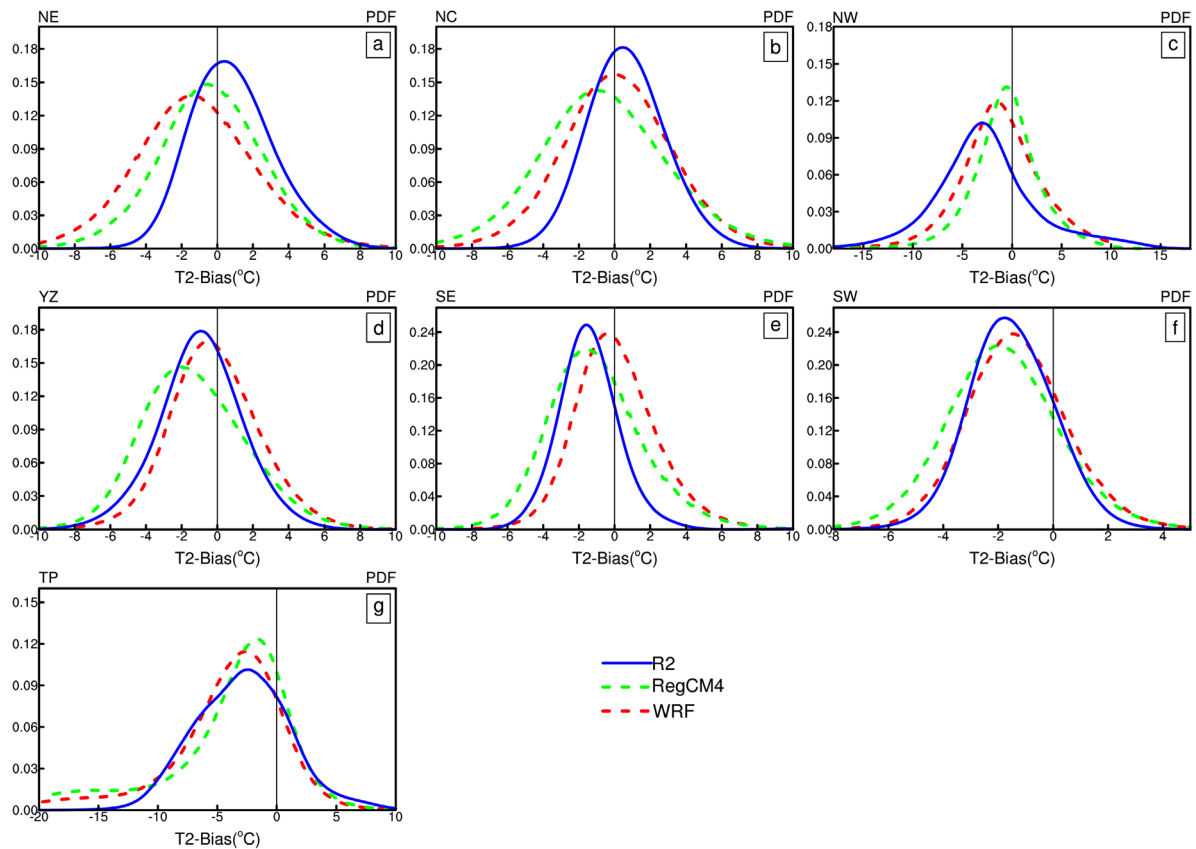 NE PDF
a
0.18
0.15
0.12
0.09
0.06
0.03
0.00
-10 -8 -6 -4 -2 0 2 4 6 8 10
T2-Bias(°C)
NC PDF
b
0.18
0.15
0.12
0.09
0.06
0.03
0.00
-10 -8 -6 -4 -2 0 2 4 6 8 10
T2-Bias(°C)
NW PDF
c
0.18
0.15
0.12
0.09
0.06
0.03
0.00
-15 -10 -5 0 5 10 15
T2-Bias(°C)
YZ PDF
d
0.18
0.15
0.12
0.09
0.06
0.03
0.00
-10 -8 -6 -4 -2 0 2 4 6 8 10
T2-Bias(°C)
SE PDF
e
0.24
0.20
0.16
0.12
0.08
0.04
0.00
-10 -8 -6 -4 -2 0 2 4 6 8 10
T2-Bias(°C)
SW PDF
f
0.24
0.20
0.16
0.12
0.08
0.04
0.00
-8 -6 -4 -2 0 2 4
T2-Bias(°C)
TP PDF
g
0.15
0.12
0.09
0.06
0.03
0.00
-20 -15 -10 -5 0 5 10
T2-Bias(°C)
R2
RegCM4
WRF